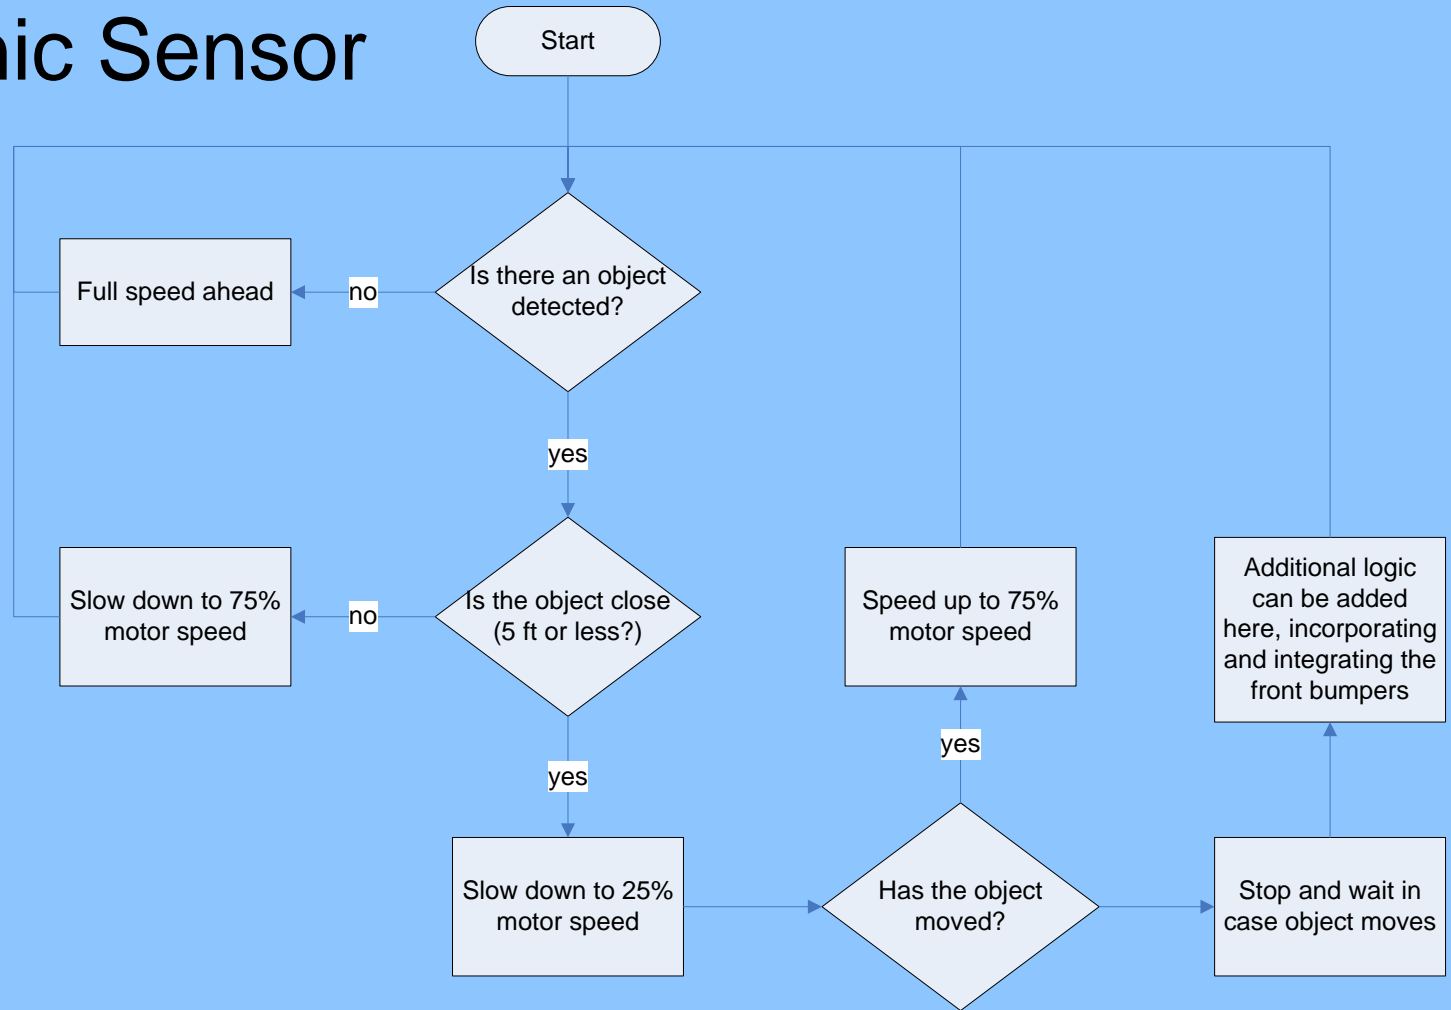 nic Sensor
Start
Is there an object
detected?
no
Full speed ahead
yes
Is the object close
(5 ft or less?)
no
Slow down to 75%
motor speed
yes
Slow down to 25%
motor speed
Has the object
moved?
yes
Speed up to 75%
motor speed
Stop and wait in
case object moves
Additional logic
can be added
here, incorporating
and integrating the
front bumpers